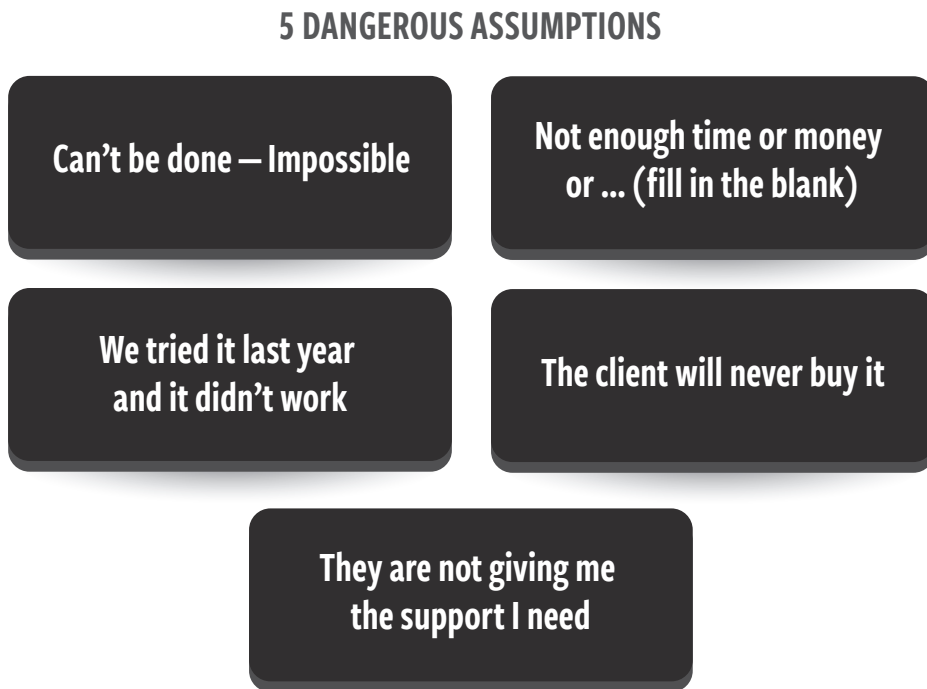 5 DANGEROUS ASSUMPTIONS
Can’t be done — Impossible
Not enough time or money
or ... (fill in the blank)
We tried it last year
and it didn’t work
The client will never buy it
They are not giving me
the support I need